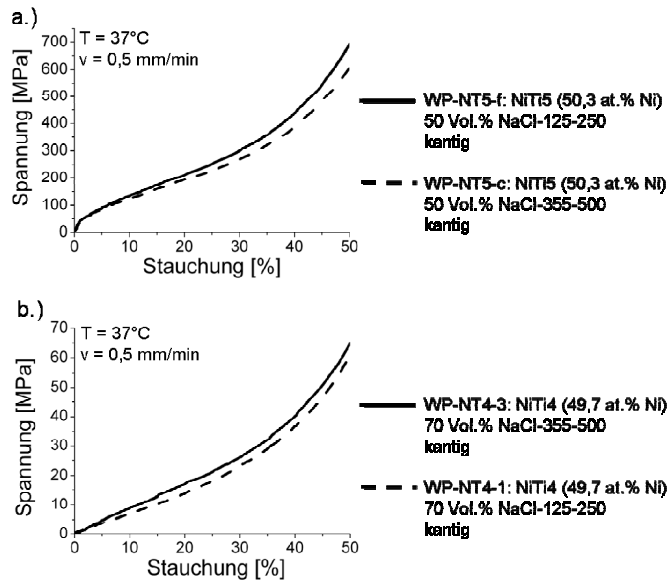 a.)
T = 37°C
v = 0,5 mm/min
Spannung [MPa]
700
600
500
400
300
200
100
0
0 10 20 30 40 50
Stauchung [%]
WP-NT5-f: NiTi5 (50,3 at.% Ni)
50 Vol.% NaCl-125-250
kantig
WP-NT5-c: NiTi5 (50,3 at.% Ni)
50 Vol.% NaCl-355-500
kantig
b.)
T = 37°C
v = 0,5 mm/min
Spannung [MPa]
70
60
50
40
30
20
10
0
0 10 20 30 40 50
Stauchung [%]
WP-NT4-3: NiTi4 (49,7 at.% Ni)
70 Vol.% NaCl-355-500
kantig
WP-NT4-1: NiTi4 (49,7 at.% Ni)
70 Vol.% NaCl-125-250
kantig